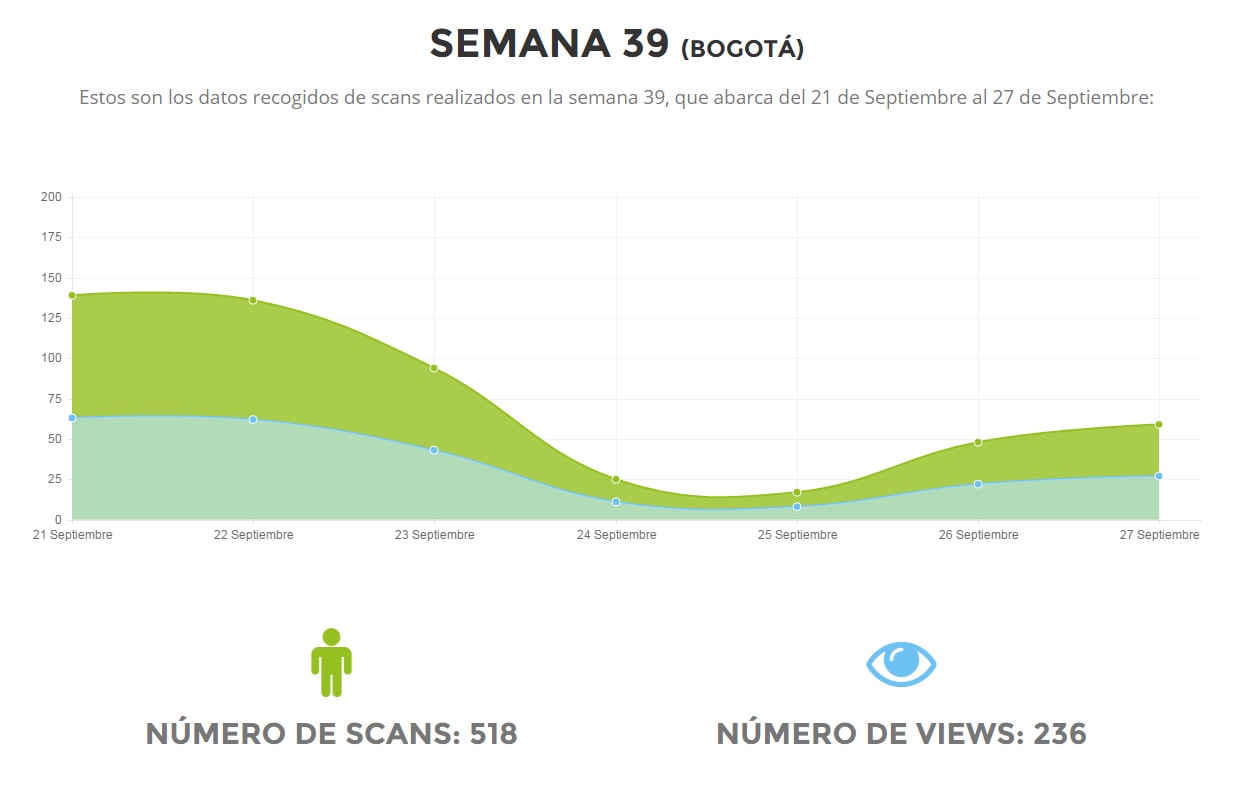 SEMANA 39 (BOGOTÁ)
Estos son los datos recogidos de scans realizados en la semana 39, que abarca del 21 de Septiembre al 27 de Septiembre:
200
175
150
125
100
75
50
25
0
21 Septiembre 22 Septiembre 23 Septiembre 24 Septiembre 25 Septiembre 26 Septiembre 27 Septiembre
NÚMERO DE SCANS: 518 NÚMERO DE VIEWS: 236